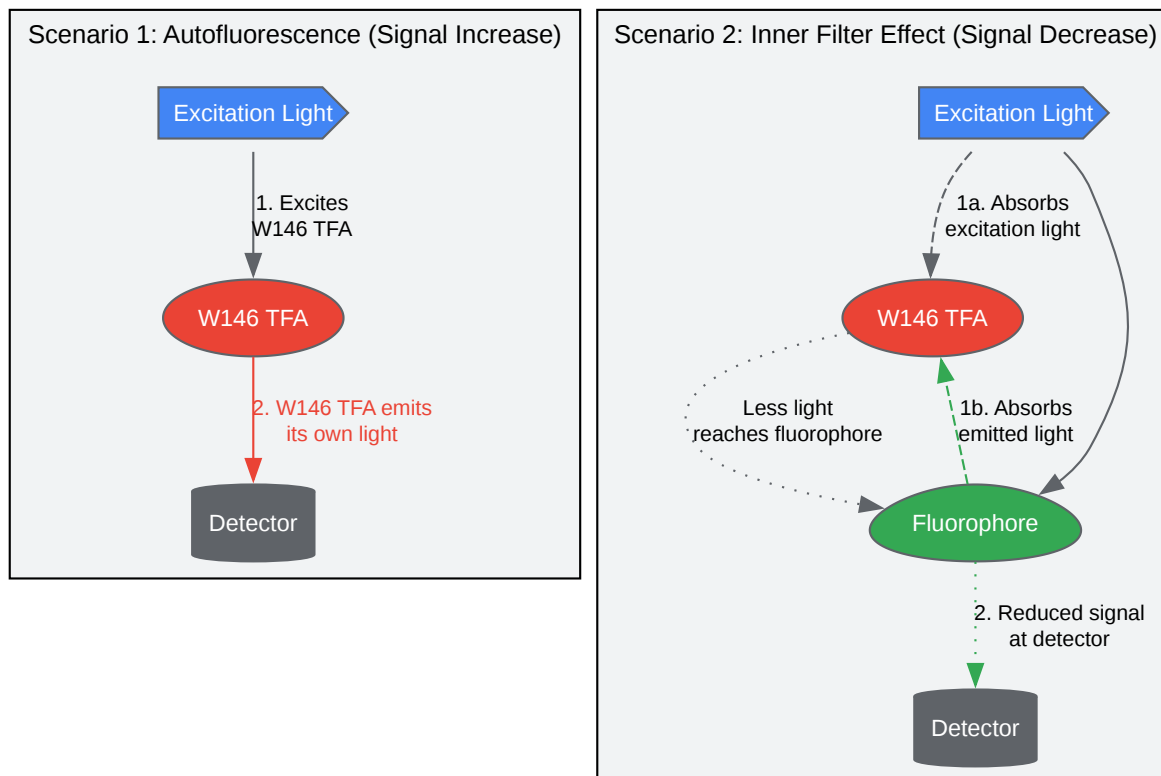 Scenario 1: Autofluorescence (Signal Increase)
Excitation Light
1. Excites
W146 TFA
W146 TFA
2. W146 TFA emits
its own light
Detector
Scenario 2: Inner Filter Effect (Signal Decrease)
Excitation Light
1a. Absorbs
excitation light
W146 TFA
Less light
reaches fluorophore
1b. Absorbs
emitted light
Fluorophore
2. Reduced signal
at detector
Detector